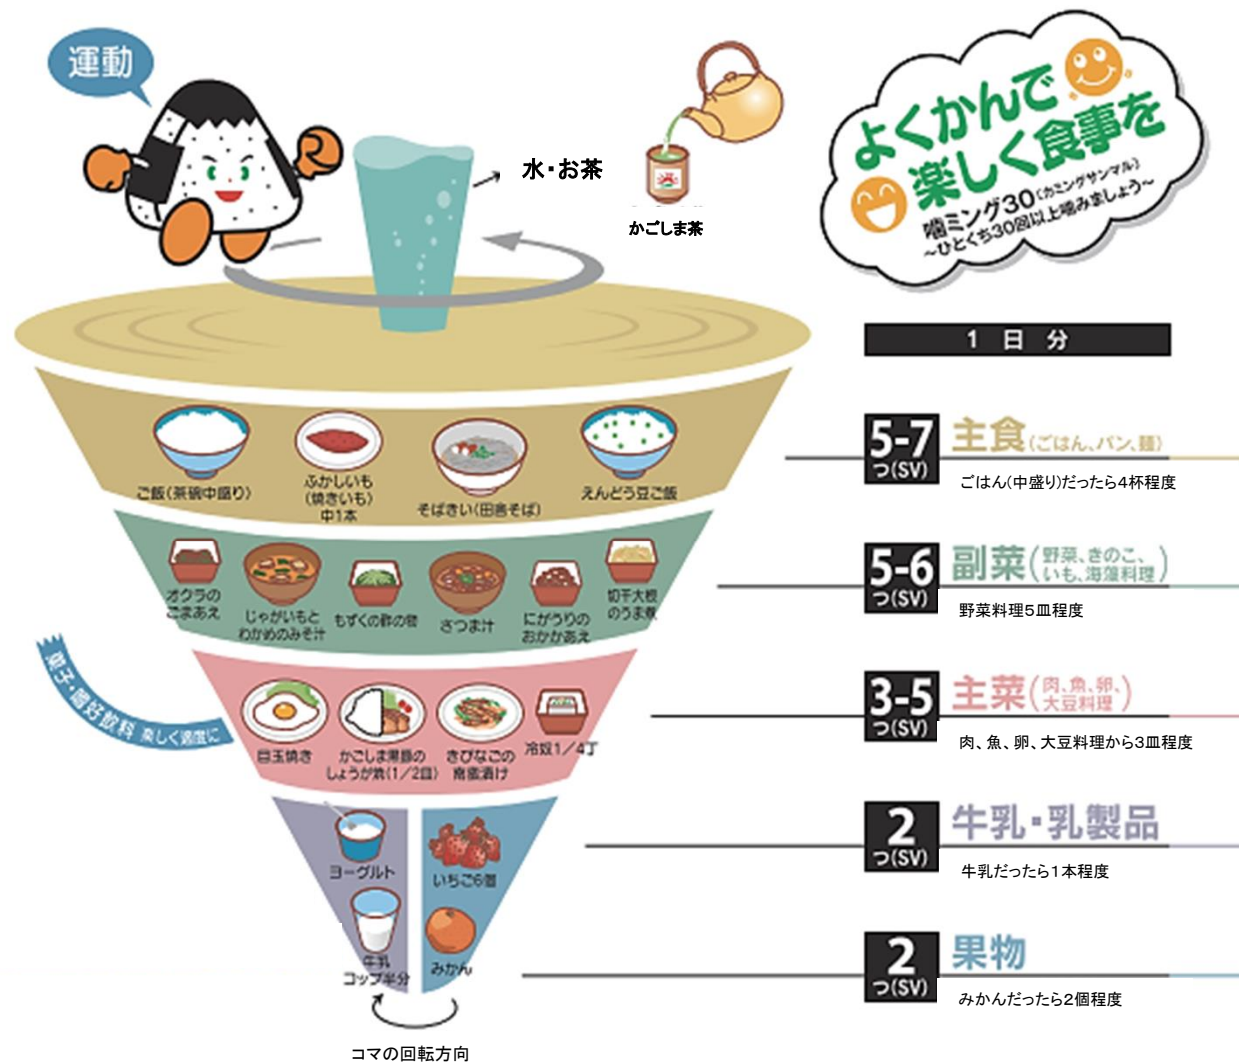 運動
水・お茶
かごしま茶
よくかんで
楽しく食事を
噛ミング30(カミングサンマル)
～ひとくち30回以上噛みましょう～
1日分
ご飯(茶碗中盛り)
ふかしいも
(焼きいも)
中1本
そばきい(田舎そば)
えんどう豆ご飯
5-7
つ(SV)
主食(ごはん、パン、麺)
ごはん(中盛り)だったら4杯程度
オクラの
ごまあえ
じゃがいもと
わかめのみそ汁
もずくの酢の物
さつま汁
にがうりの
おかかあえ
切干大根
のうま煮
5-6
つ(SV)
副菜(野菜、きのこ、
いも、海藻料理)
野菜料理5皿程度
菓子・嗜好飲料 楽しく適度に
目玉焼き
かごしま黒豚の
しょうが焼(1/2皿)
きびなごの
南蛮漬け
冷奴1/4丁
3-5
つ(SV)
主菜(肉、魚、卵、
大豆料理)
肉、魚、卵、大豆料理から3皿程度
ヨーグルト
牛乳
コップ半分
2
つ(SV)
牛乳・乳製品
牛乳だったら1本程度
いちご6個
みかん
2
つ(SV)
果物
みかんだったら2個程度
コマの回転方向